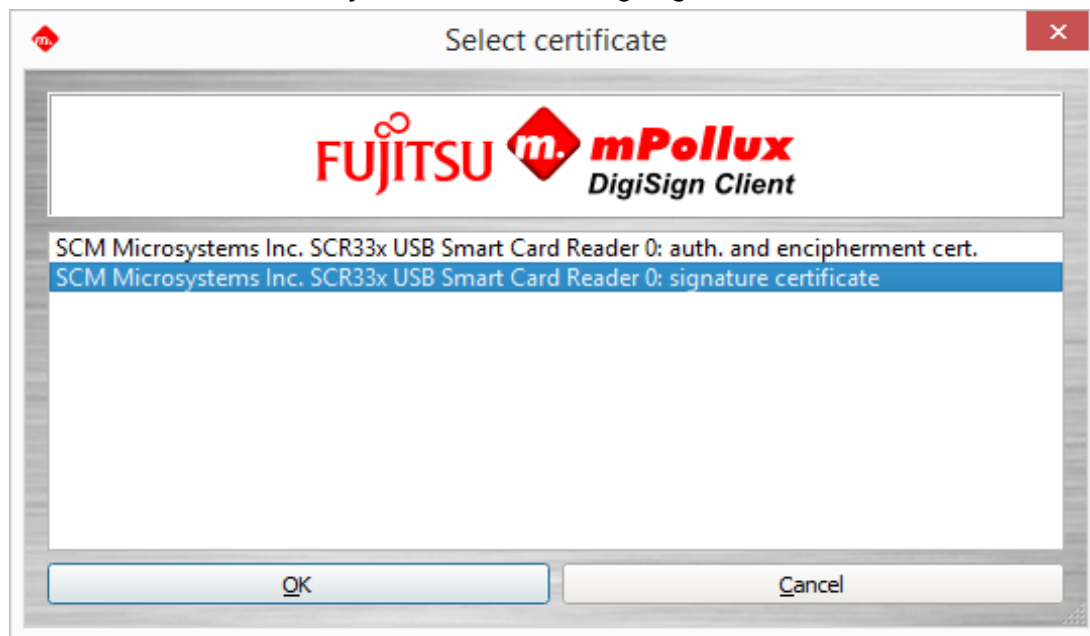 m.
Select certificate
×
FUJITSU m. mPollux
DigiSign Client
SCM Microsystems Inc. SCR33x USB Smart Card Reader 0: auth. and encipherment cert.
SCM Microsystems Inc. SCR33x USB Smart Card Reader 0: signature certificate
OK
Cancel